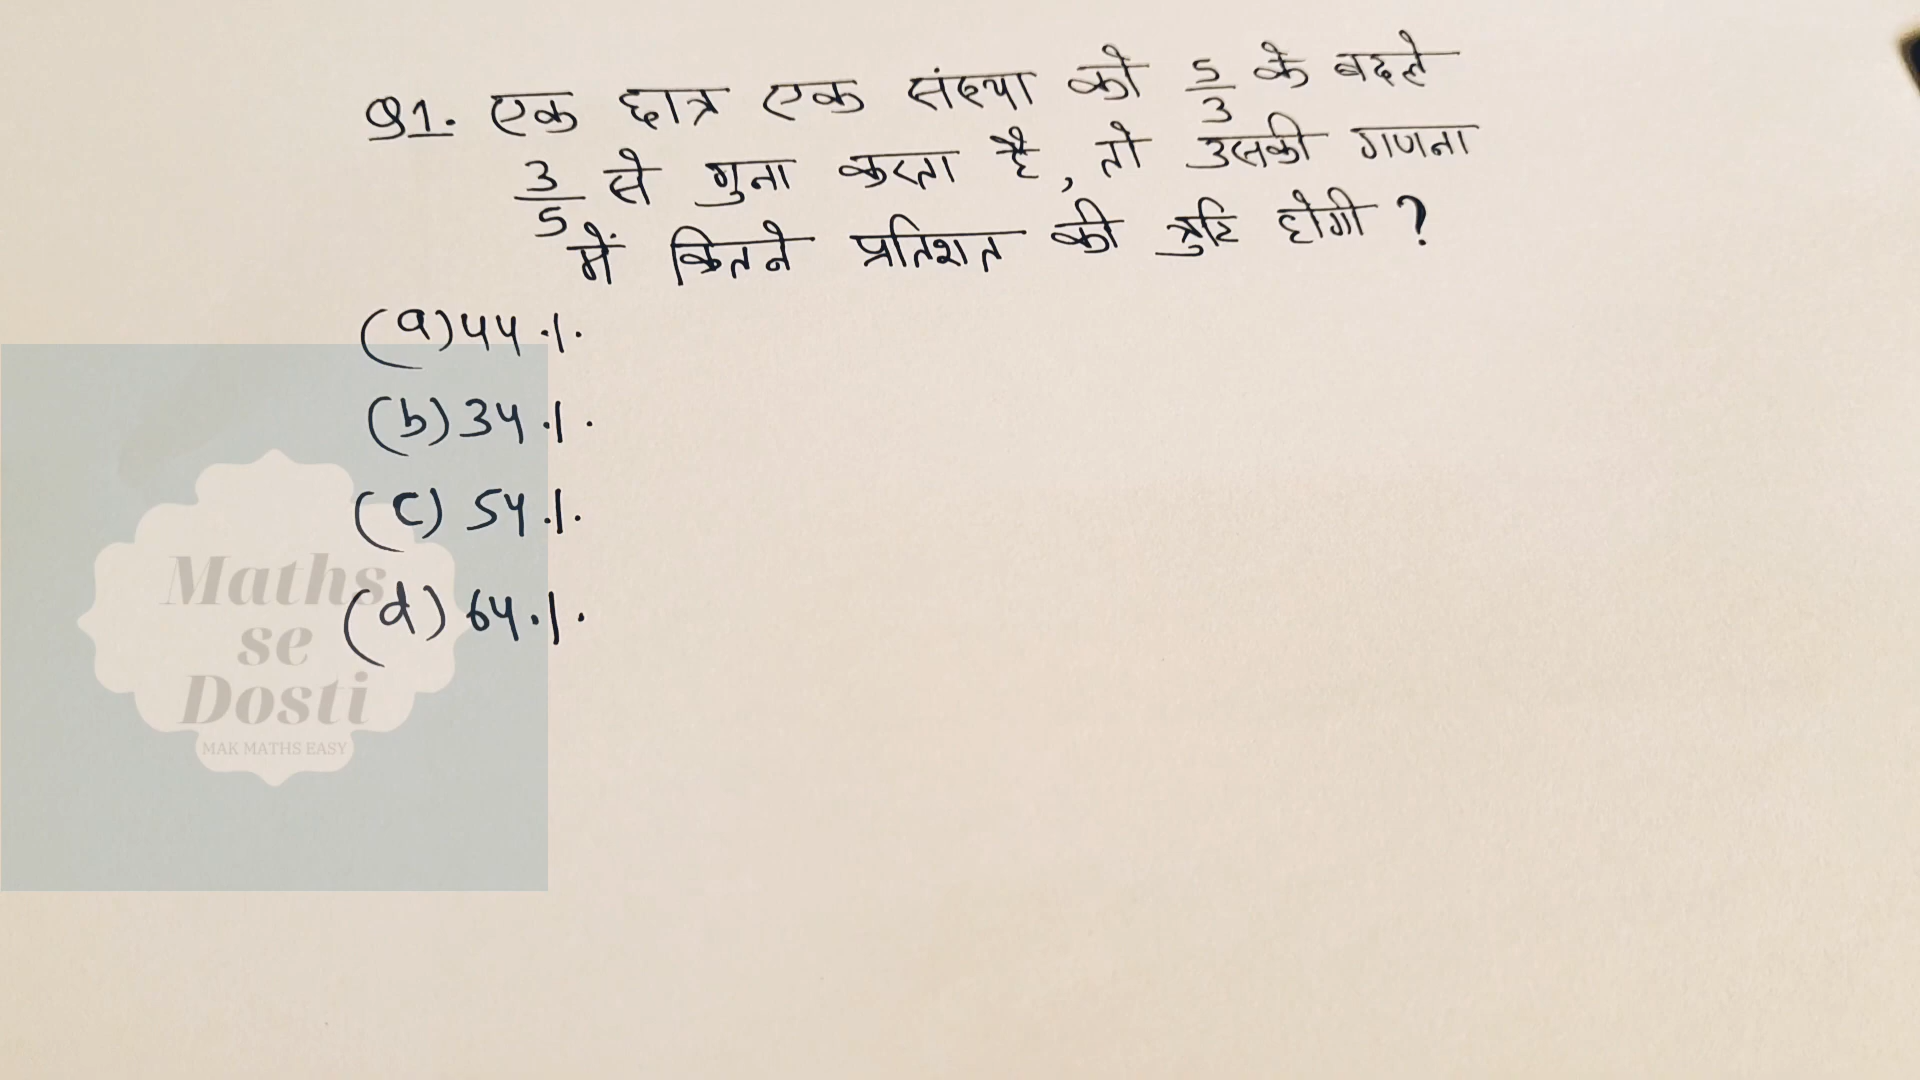 Q1. एक छात्र एक संख्या को 5/3 के बदले
3/5 से गुना करता है, तो उसकी गणना
में कितने प्रतिशत की त्रुटि होगी ?
(a) 44 %
(b) 34 %
(c) 54 %
(d) 64 %
Maths
se
Dosti
MAK MATHS EASY